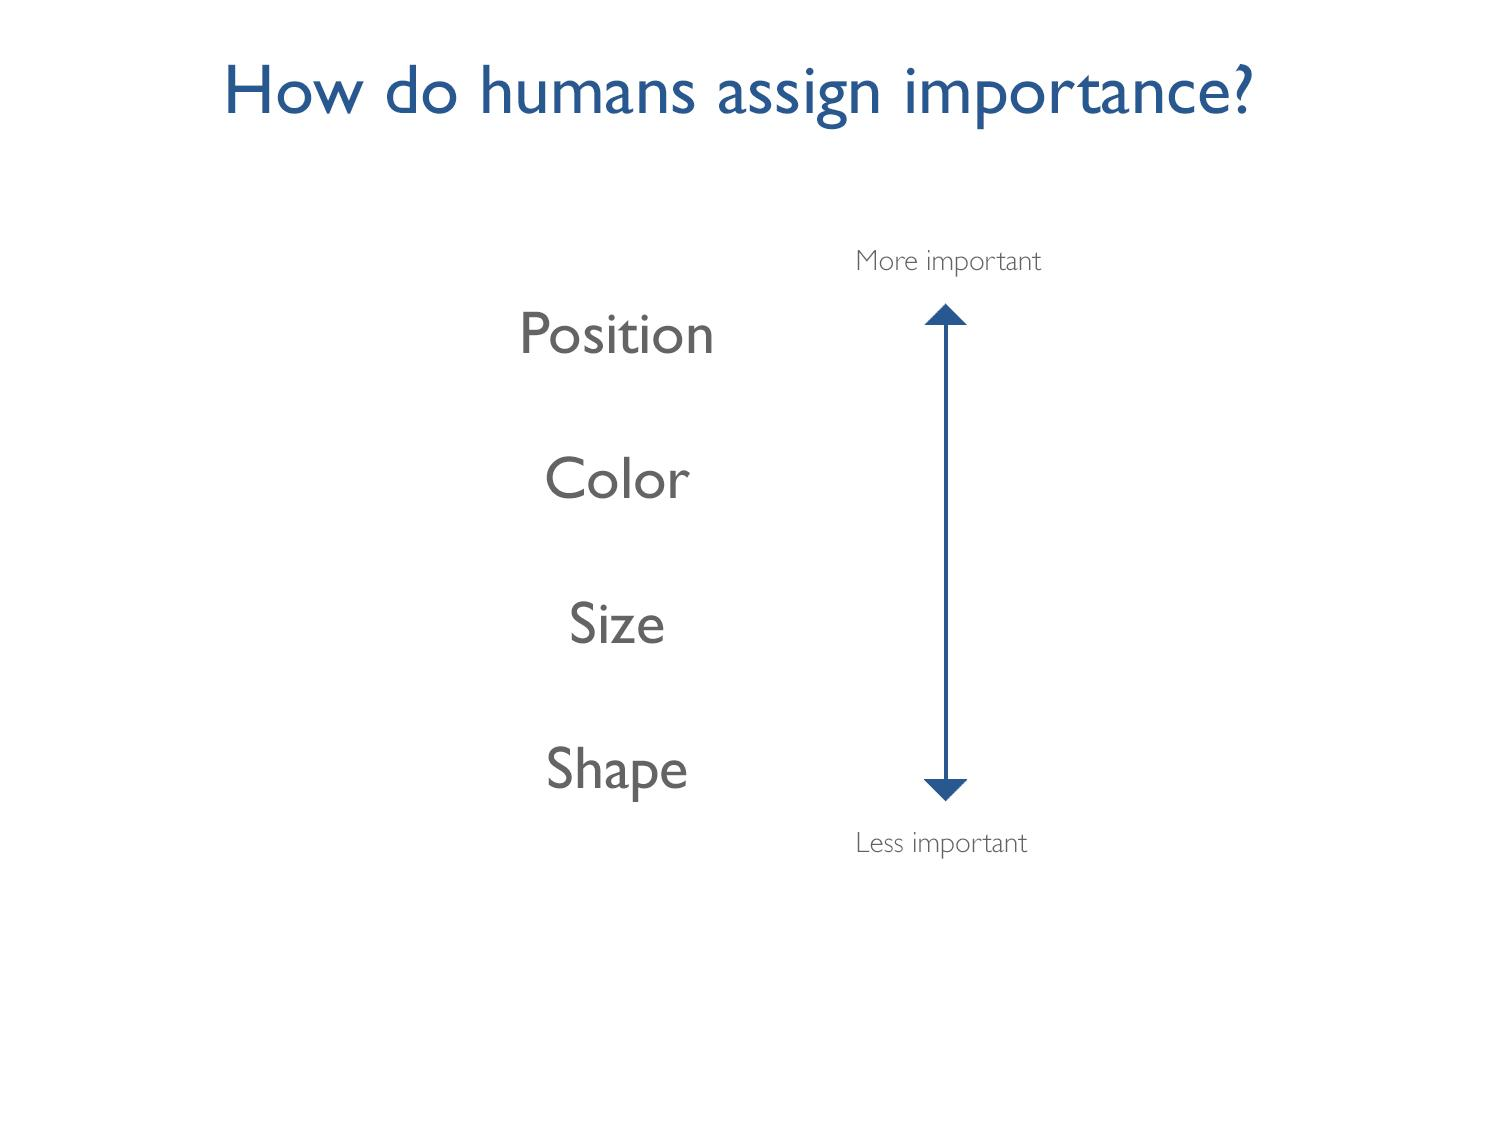 How do humans assign importance?
More important
Position
Color
Size
Shape
Less important